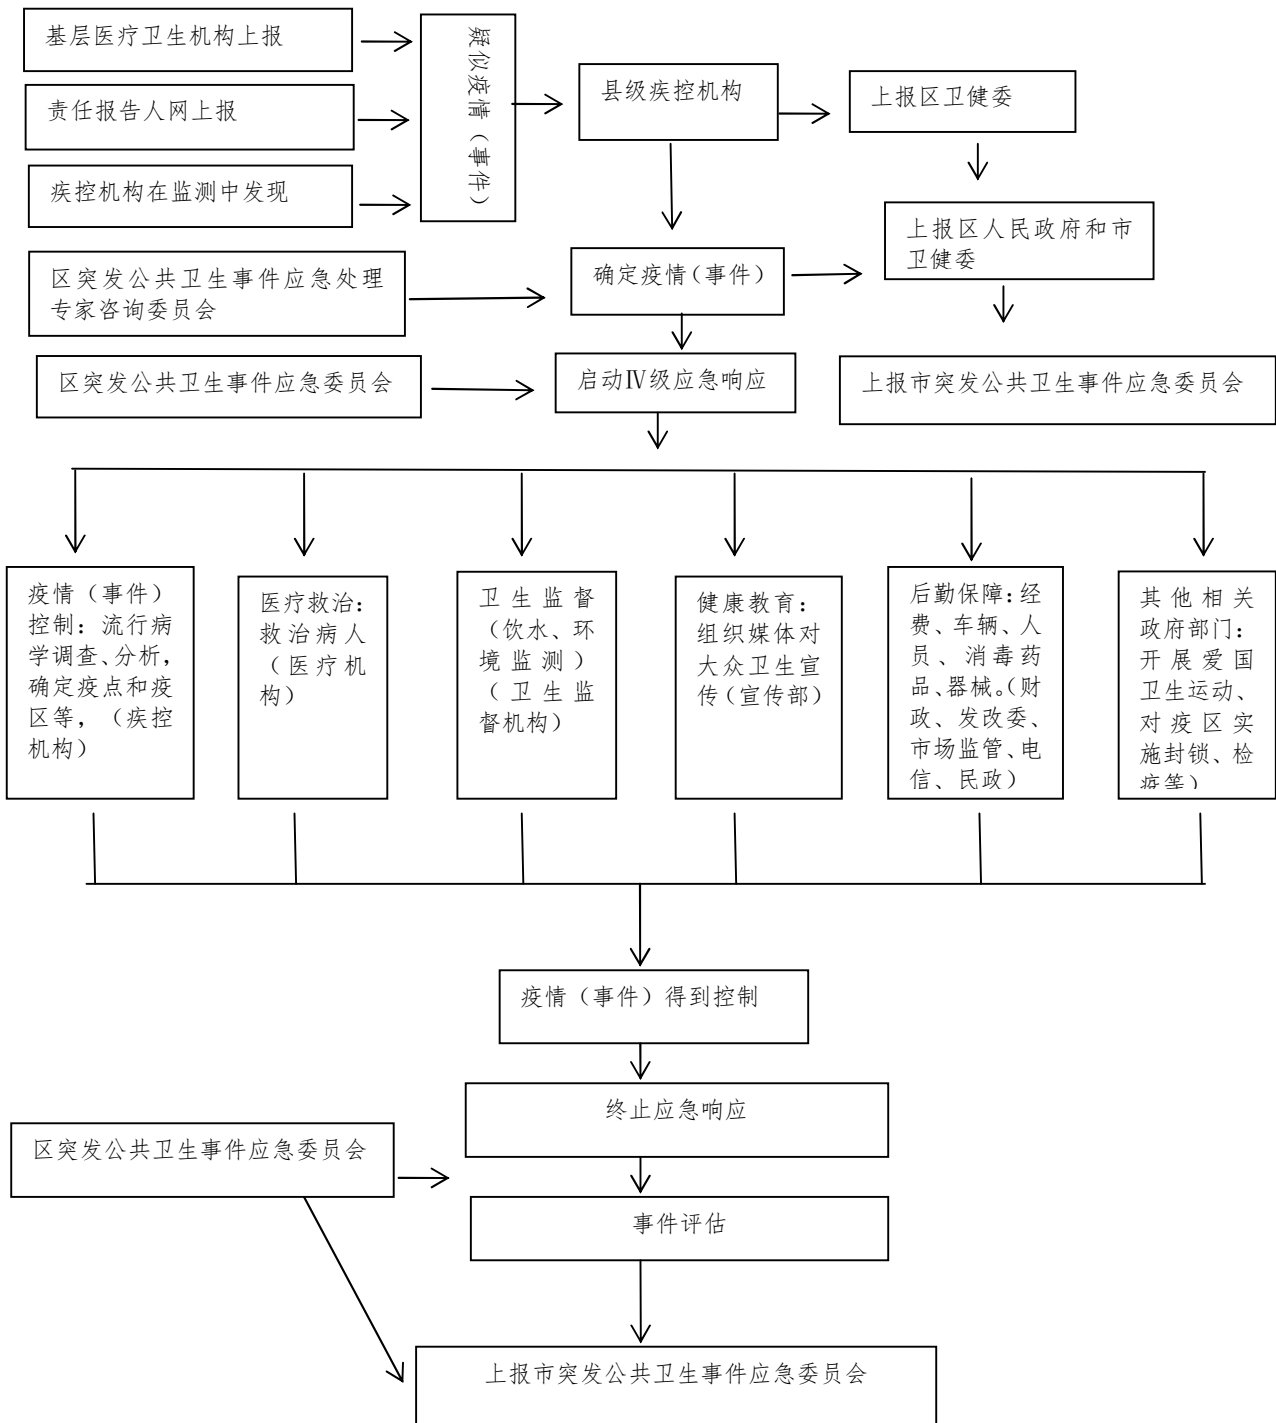 基层医疗卫生机构上报
责任报告人网上报
疾控机构在监测中发现
疑似疫情（事件）
县级疾控机构
上报区卫健委
上报区人民政府和市
卫健委
区突发公共卫生事件应急处理
专家咨询委员会
确定疫情（事件）
区突发公共卫生事件应急委员会
启动Ⅳ级应急响应
上报市突发公共卫生事件应急委员会
疫情（事件）
控制：流行病
学调查、分析，
确定疫点和疫
区等，（疾控
机构）
医疗救治：
救治病人
（医疗机
构）
卫生监督
（饮水、环
境监测）
（卫生监
督机构）
健康教育：
组织媒体对
大众卫生宣
传（宣传部）
后勤保障：经
费、车辆、人
员、消毒药
品、器械。（财
政、发改委、
市场监管、电
信、民政）
其他相关
政府部门：
开展爱国
卫生运动、
对疫区实
施封锁、检
疫等）
疫情（事件）得到控制
终止应急响应
区突发公共卫生事件应急委员会
事件评估
上报市突发公共卫生事件应急委员会